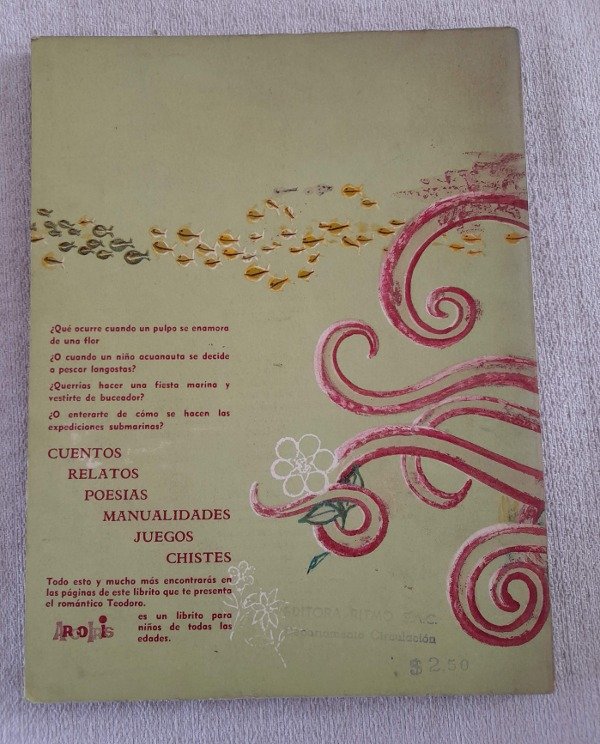 ¿Qué ocurre cuando un pulpo se enamora
de una flor
¿O cuando un niño acuanauta se decide
a pescar langostas?
¿Querrías hacer una fiesta marina y
vestirte de buceador?
¿O enterarte de cómo se hacen las
expediciones submarinas?
CUENTOS
RELATOS
POESIAS
MANUALIDADES
JUEGOS
CHISTES
Todo esto y mucho más encontrarás en
las páginas de este librito que te presenta
el romántico Teodoro.
es un librito para
niños de todas las
edades.
Departamento Circulación
$ 2.50